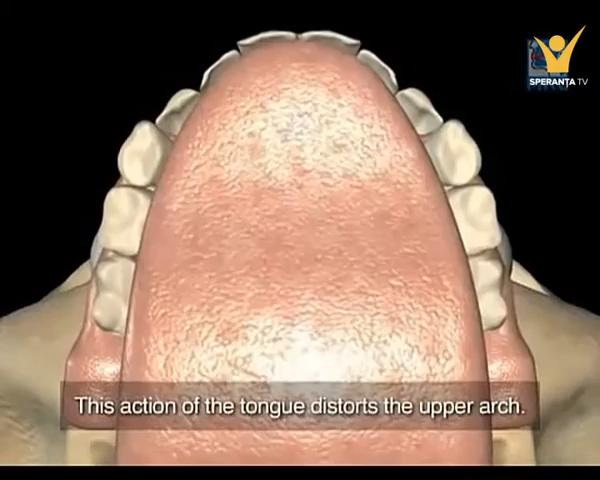 SPERANȚA TV
This action of the tongue distorts the upper arch.